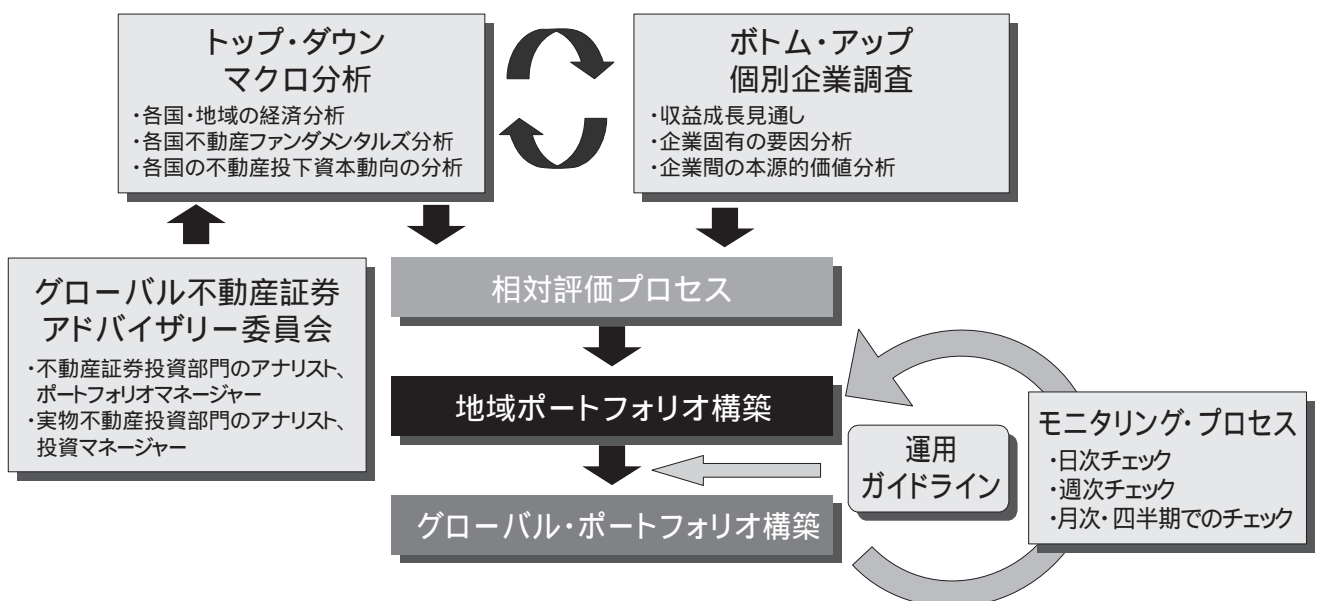 トップ・ダウン
マクロ分析
・各国・地域の経済分析
・各国不動産ファンダメンタルズ分析
・各国の不動産投下資本動向の分析
ボトム・アップ
個別企業調査
・収益成長見通し
・企業固有の要因分析
・企業間の本源的価値分析
グローバル不動産証券
アドバイザリー委員会
・不動産証券投資部門のアナリスト、
ポートフォリオマネージャー
・実物不動産投資部門のアナリスト、
投資マネージャー
相対評価プロセス
地域ポートフォリオ構築
グローバル・ポートフォリオ構築
運用
ガイドライン
モニタリング・プロセス
・日次チェック
・週次チェック
・月次・四半期でのチェック